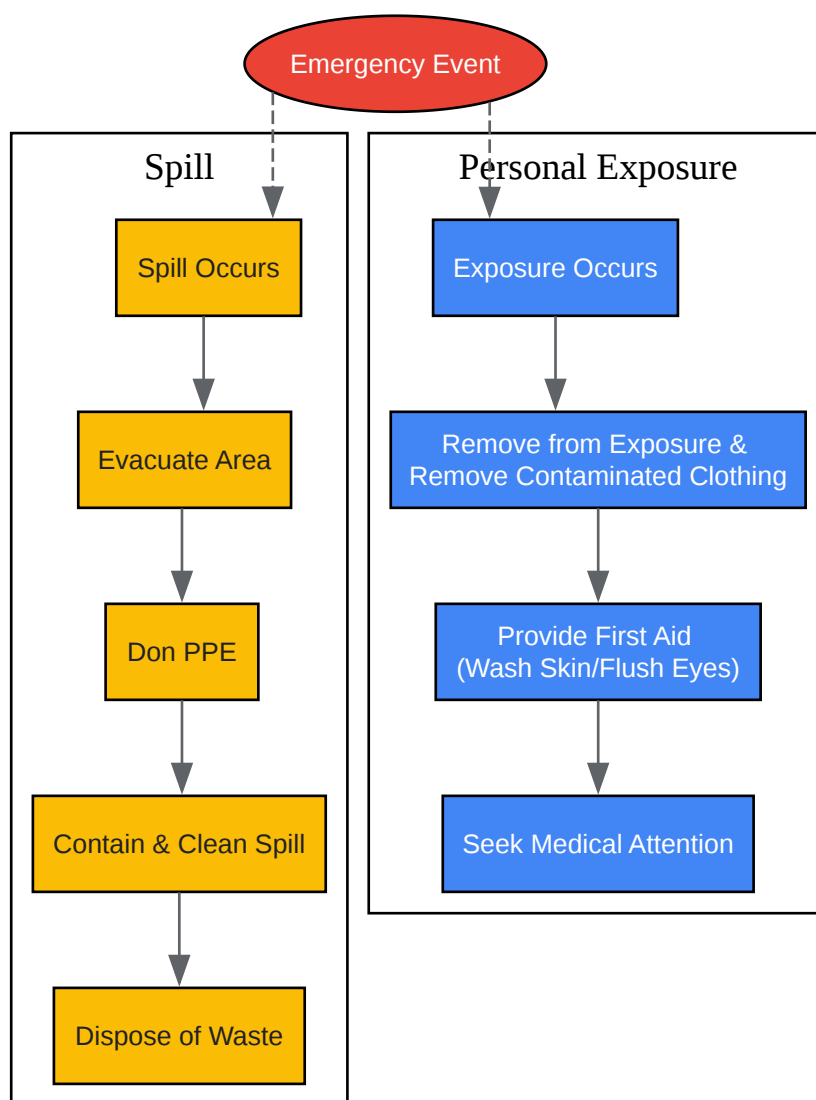 Emergency Event
Spill
Spill Occurs
Evacuate Area
Don PPE
Contain & Clean Spill
Dispose of Waste
Personal Exposure
Exposure Occurs
Remove from Exposure &
Remove Contaminated Clothing
Provide First Aid
(Wash Skin/Flush Eyes)
Seek Medical Attention